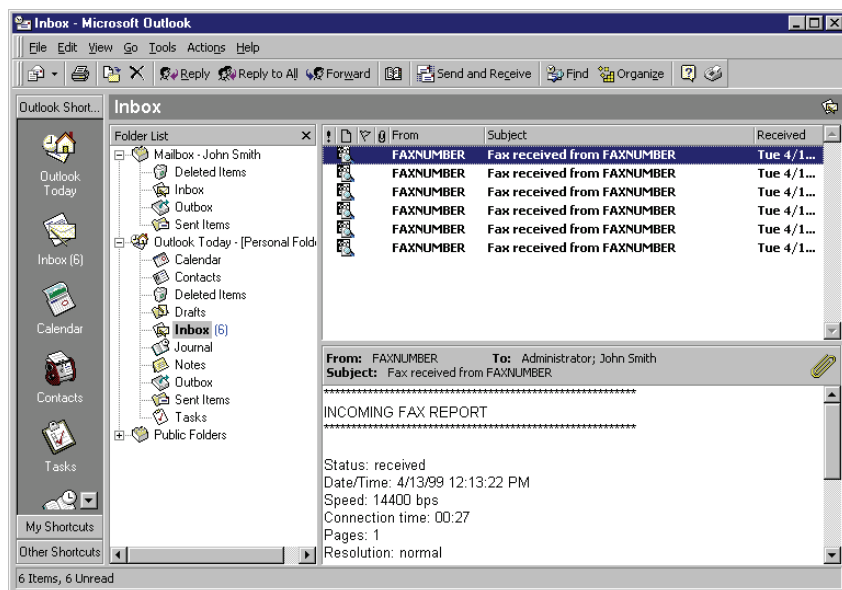 Inbox - Microsoft Outlook
File Edit View Go Tools Actions Help
Reply Reply to All Forward Send and Receive Find Organize
Outlook Short... Inbox
Outlook Today
Inbox (6)
Calendar
Contacts
Tasks
My Shortcuts
Other Shortcuts
Folder List
Mailbox - John Smith
Deleted Items
Inbox
Outbox
Sent Items
Outlook Today - [Personal Fold
Calendar
Contacts
Deleted Items
Drafts
Inbox (6)
Journal
Notes
Outbox
Sent Items
Tasks
Public Folders
! From Subject Received
FAXNUMBER Fax received from FAXNUMBER Tue 4/1...
FAXNUMBER Fax received from FAXNUMBER Tue 4/1...
FAXNUMBER Fax received from FAXNUMBER Tue 4/1...
FAXNUMBER Fax received from FAXNUMBER Tue 4/1...
FAXNUMBER Fax received from FAXNUMBER Tue 4/1...
FAXNUMBER Fax received from FAXNUMBER Tue 4/1...
From: FAXNUMBER To: Administrator; John Smith
Subject: Fax received from FAXNUMBER
INCOMING FAX REPORT
Status: received
Date/Time: 4/13/99 12:13:22 PM
Speed: 14400 bps
Connection time: 00:27
Pages: 1
Resolution: normal
6 Items, 6 Unread